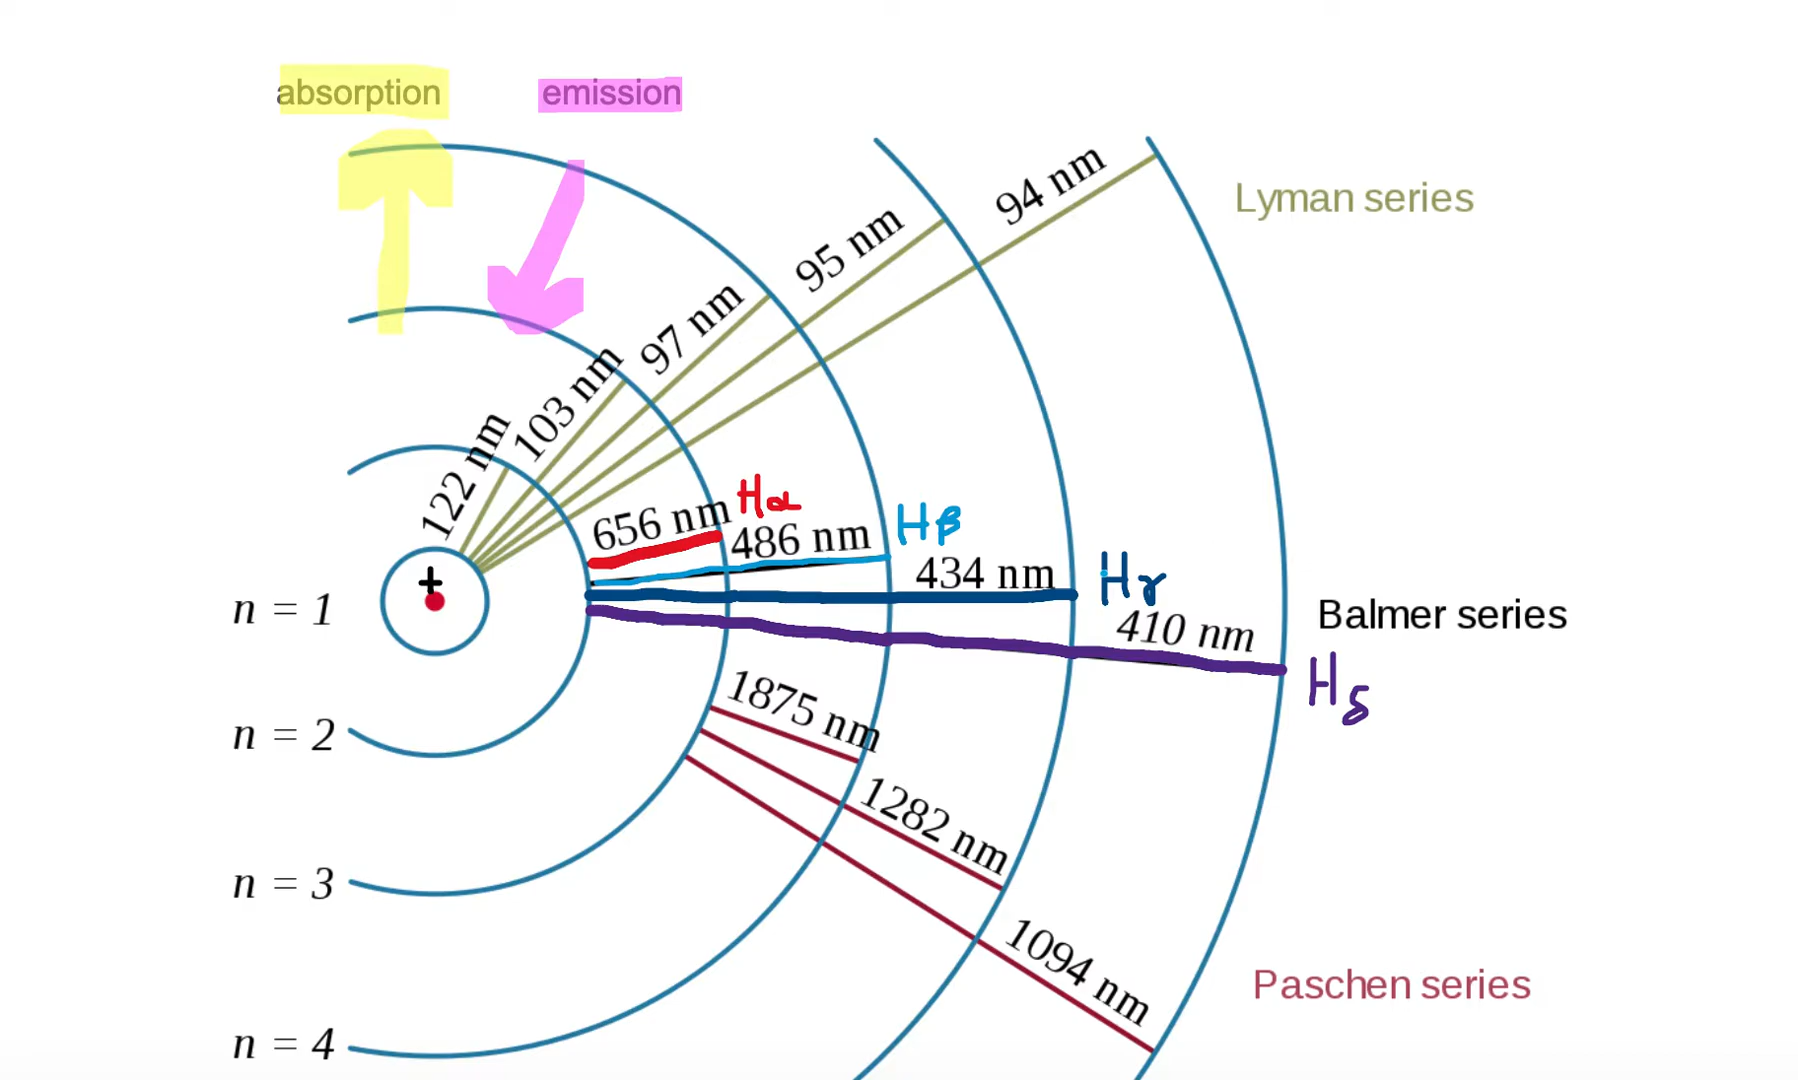 absorption
emission
94 nm
Lyman series
95 nm
97 nm
103 nm
122 nm
656 nm
Hα
486 nm
Hβ
434 nm
Hγ
410 nm
Balmer series
Hδ
+
n = 1
1875 nm
n = 2
1282 nm
n = 3
1094 nm
Paschen series
n = 4